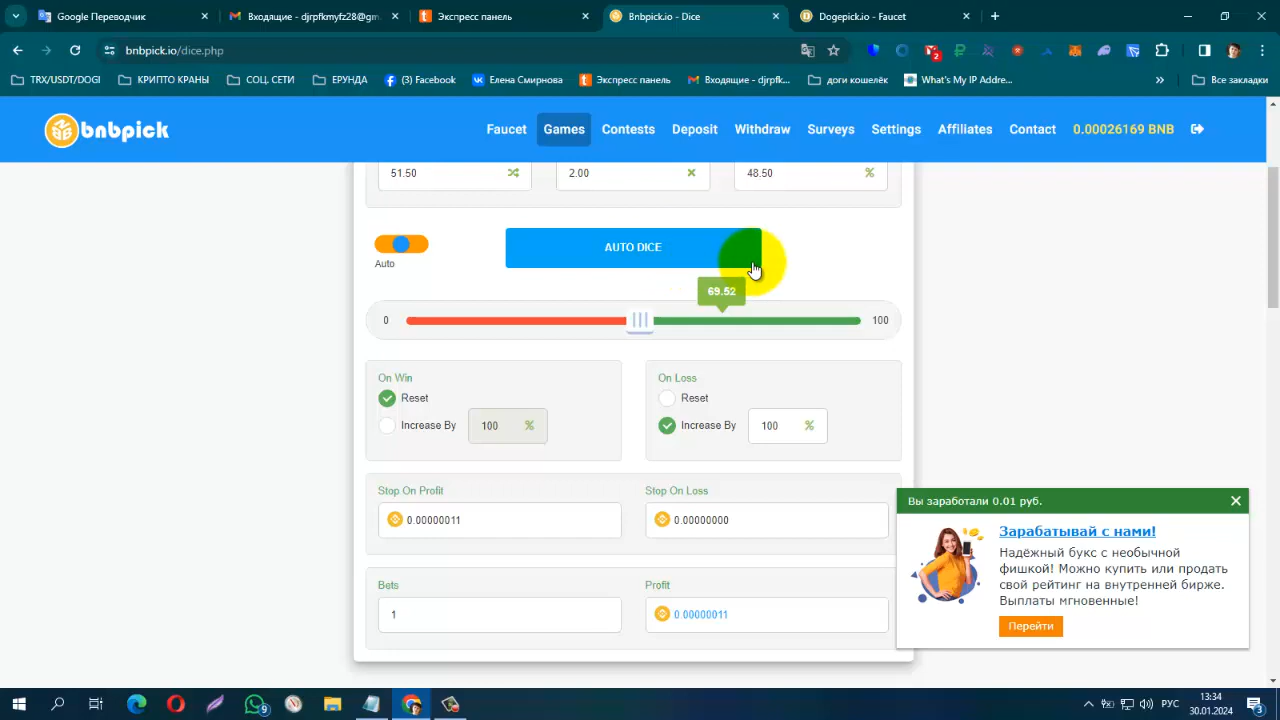 Google Переводчик
Входящие - djrpfkmyfz28@gm
Экспресс панель
Bnbpick.io - Dice
Dogepick.io - Faucet
bnbpick.io/dice.php
2
TRX/USDT/DOGI
КРИПТО КРАНЫ
СОЦ. СЕТИ
ЕРУНДА
(3) Facebook
Елена Смирнова
Экспресс панель
Входящие - djrpfk...
доги кошелёк
What's My IP Addre...
»
Все закладки
bnbpick
Faucet
Games
Contests
Deposit
Withdraw
Surveys
Settings
Affiliates
Contact
0.00026169 BNB
51.50
2.00
48.50 %
AUTO DICE
Auto
69.52
0
100
On Win
Reset
Increase By
100 %
On Loss
Reset
Increase By
100 %
Stop On Profit
0.00000011
Stop On Loss
0.00000000
Bets
1
Profit
0.00000011
Вы заработали 0.01 руб.
Зарабатывай с нами!
Надёжный букс с необычной
фишкой! Можно купить или продать
свой рейтинг на внутренней бирже.
Выплаты мгновенные!
Перейти
9
РУС
13:34
30.01.2024
3